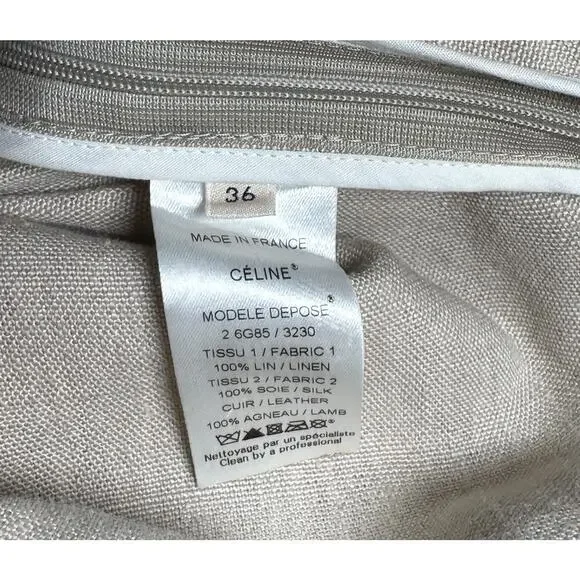 36
MADE IN FRANCE
CÉLINE®
MODELE DEPOSE®
2 6G85 / 3230
TISSU 1 / FABRIC 1
100% LIN / LINEN
TISSU 2 / FABRIC 2
100% SOIE / SILK
CUIR / LEATHER
100% AGNEAU / LAMB
Nettoyage par un spécialiste
Clean by a professional